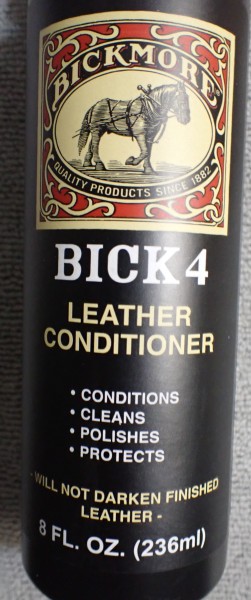 BICKMORE®
QUALITY PRODUCTS SINCE 1882
BICK 4
LEATHER
CONDITIONER
• CONDITIONS
• CLEANS
• POLISHES
• PROTECTS
- WILL NOT DARKEN FINISHED
LEATHER -
8 FL. OZ. (236ml)